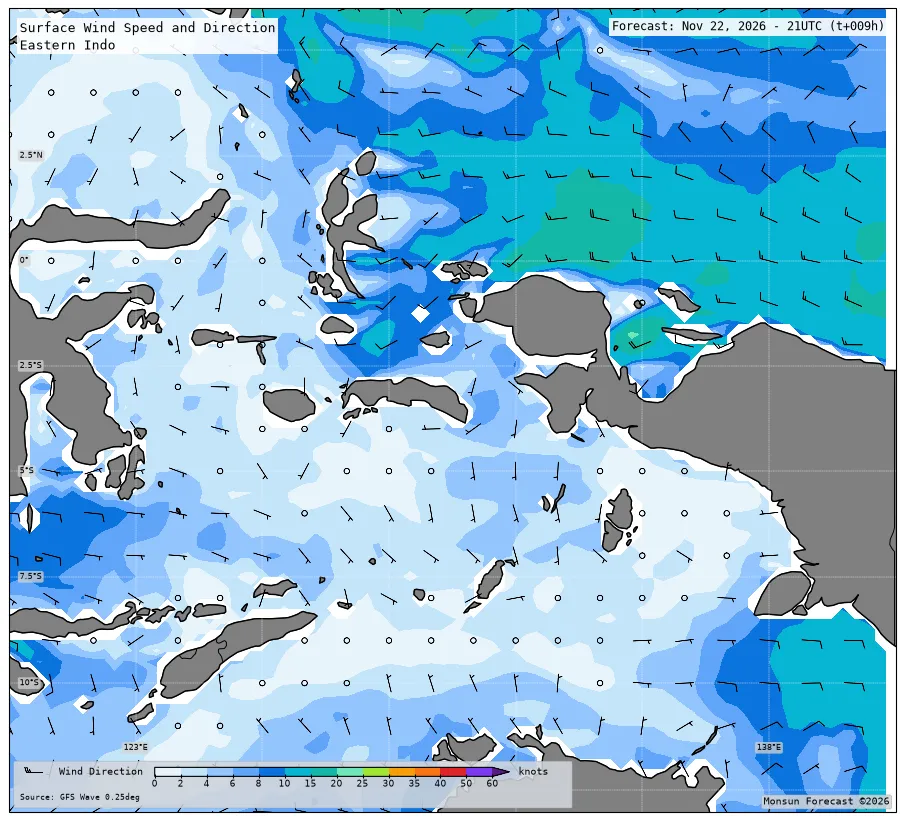 Surface Wind Speed and Direction
Eastern Indo
Forecast: Nov 22, 2026 - 21UTC (t+009h)
2.5°N
0°
2.5°S
5°S
7.5°S
10°S
123°E
138°E
Wind Direction
0 2 4 6 8 10 15 20 25 30 35 40 50 60
knots
Source: GFS Wave 0.25deg
Monsun Forecast ©2026